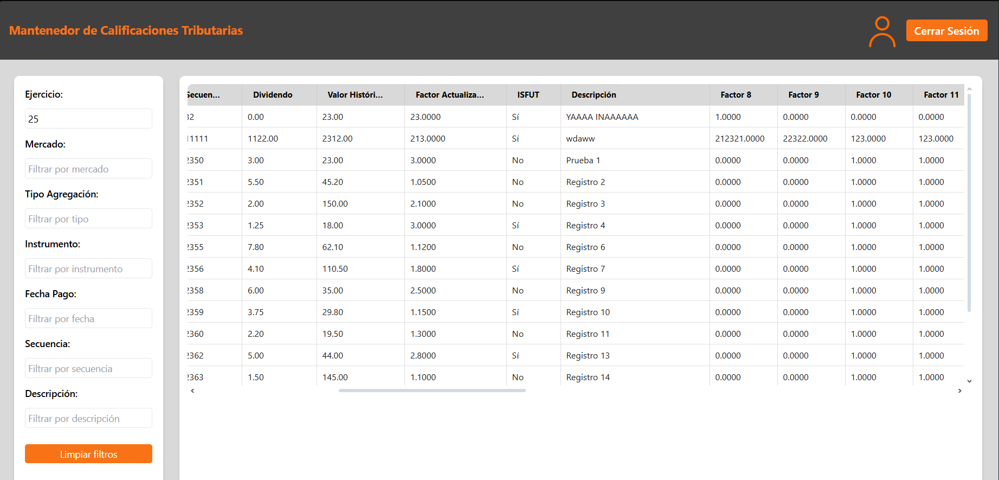 Mantenedor de Calificaciones Tributarias
Cerrar Sesión
Ejercicio:
25
Mercado:
Filtrar por mercado
Tipo Agregación:
Filtrar por tipo
Instrumento:
Filtrar por instrumento
Fecha Pago:
Filtrar por fecha
Secuencia:
Filtrar por secuencia
Descripción:
Filtrar por descripción
Limpiar filtros
Secuen... Dividendo Valor Históri... Factor Actualiza... ISFUT Descripción Factor 8 Factor 9 Factor 10 Factor 11
32 0.00 23.00 23.0000 Sí YAAAA INAAAAAA 1.0000 0.0000 0.0000 0.0000
11111 1122.00 2312.00 213.0000 Sí wdaww 212321.0000 22322.0000 123.0000 123.0000
2350 3.00 23.00 3.0000 No Prueba 1 0.0000 0.0000 1.0000 1.0000
2351 5.50 45.20 1.0500 No Registro 2 0.0000 0.0000 1.0000 1.0000
2352 2.00 150.00 2.1000 No Registro 3 0.0000 0.0000 1.0000 1.0000
2353 1.25 18.00 3.0000 Sí Registro 4 0.0000 0.0000 1.0000 1.0000
2355 7.80 62.10 1.1200 No Registro 6 0.0000 0.0000 1.0000 1.0000
2356 4.10 110.50 1.8000 Sí Registro 7 0.0000 0.0000 1.0000 1.0000
2358 6.00 35.00 2.5000 No Registro 9 0.0000 0.0000 1.0000 1.0000
2359 3.75 29.80 1.1500 Sí Registro 10 0.0000 0.0000 1.0000 1.0000
2360 2.20 19.50 1.3000 No Registro 11 0.0000 0.0000 1.0000 1.0000
2362 5.00 44.00 2.8000 Sí Registro 13 0.0000 0.0000 1.0000 1.0000
2363 1.50 145.00 1.1000 No Registro 14 0.0000 0.0000 1.0000 1.0000